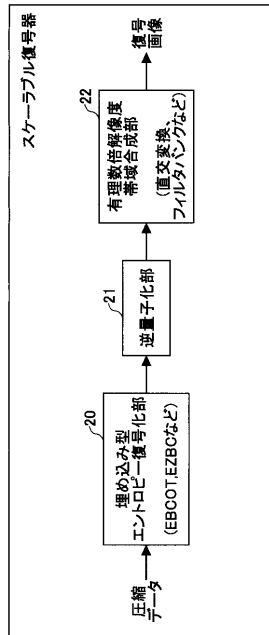 スケーラブル復号器
圧縮
データ
20
埋め込み型
エントロピー復号化部
(EBCOT,EZBCなど)
21
逆量子化部
22
有理数倍解像度
帯域合成部
(直交変換、
フィルタバンクなど)
復号
画像